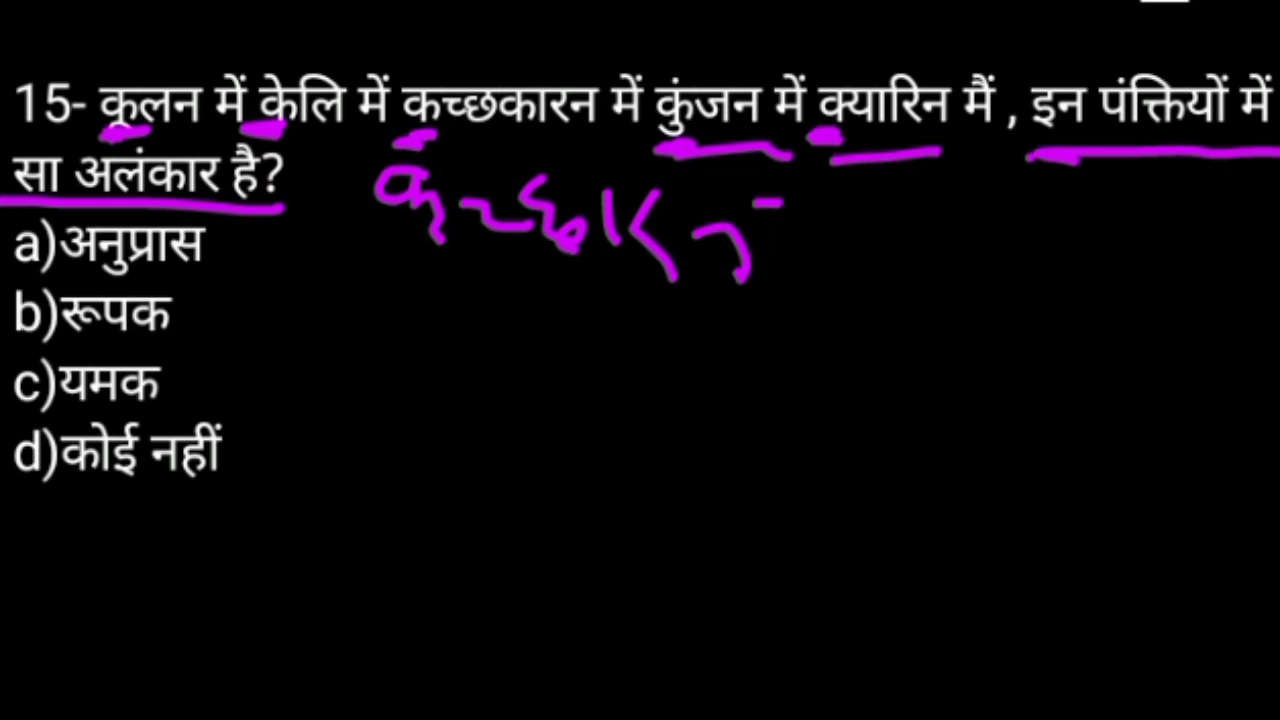 15- कूलन में केलि में कच्छकारन में कुंजन में क्यारिन मैं , इन पंक्तियों में
सा अलंकार है?
a)अनुप्रास
b)रूपक
c)यमक
d)कोई नहीं